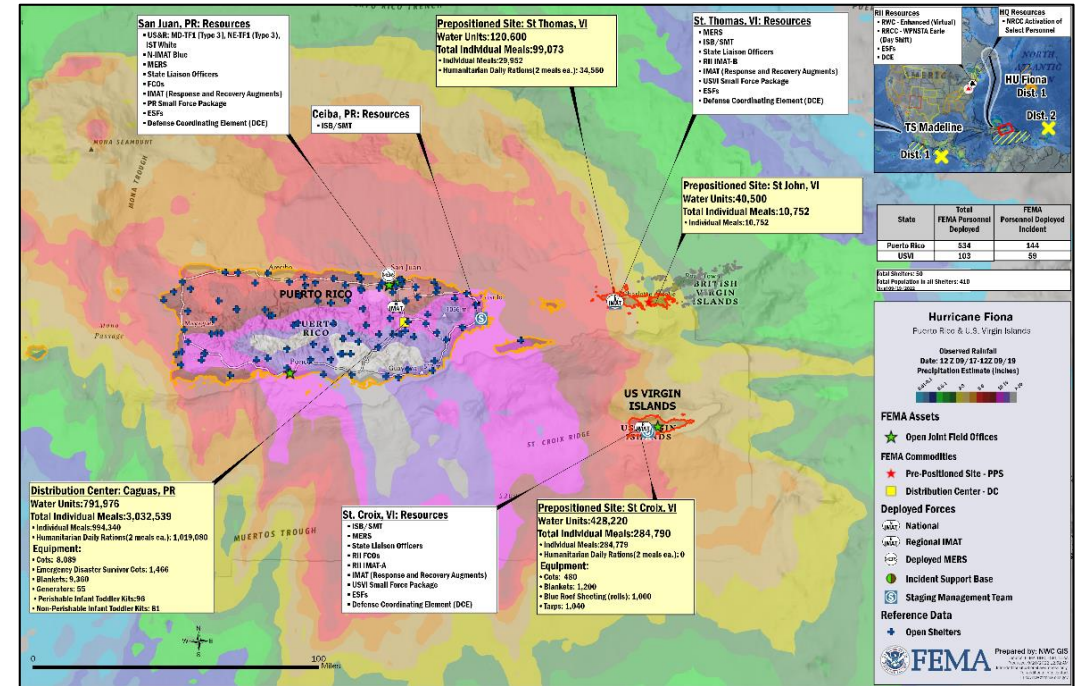 San Juan, PR: Resources
• US&R: MD-TF1 (Type 3), NE-TF1 (Type 3),
IST White
• N-IMAT Blue
• MERS
• State Liaison Officers
• FCOs
• IMAT (Response and Recovery Augments)
• PR Small Force Package
• ESFs
• Defense Coordinating Element (DCE)
Ceiba, PR: Resources
• ISB/SMT
Prepositioned Site: St Thomas, VI
Water Units:120,600
Total Individual Meals:99,073
• Individual Meals:29,952
• Humanitarian Daily Rations(2 meals ea.): 34,560
St. Thomas, VI: Resources
• MERS
• ISB/SMT
• State Liaison Officers
• RII IMAT-B
• IMAT (Response and Recovery Augments)
• USVI Small Force Package
• ESFs
• Defense Coordinating Element (DCE)
Prepositioned Site: St John, VI
Water Units:40,500
Total Individual Meals:10,752
• Individual Meals:10,752
RII Resources
• RWC - Enhanced (Virtual)
• RRCC - WPNSTA Earle
(Day Shift)
• ESFs
• DCE
HQ Resources
• NRCC Activation of
Select Personnel
NORTH
ATLANTIC
HU Fiona
Dist. 1
TS Madeline
Dist. 1
Dist. 2
State
Total
FEMA Personnel
Deployed
FEMA
Personnel Deployed
Incident
Puerto Rico 534 144
USVI 103 59
Total Shelters: 50
Total Population in all Shelters: 410
MONA SEAMOUNT
MONA TROUGH
Mona
Passage
San Juan
PUERTO RICO
BRITISH
VIRGIN
ISLANDS
US VIRGIN
ISLANDS
ST. CROIX RIDGE
MUERTOS TROUGH
Hurricane Fiona
Puerto Rico & U.S. Virgin Islands
Observed Rainfall
Date: 12 Z 09/17-12Z 09/19
Precipitation Estimate (Inches)
FEMA Assets
Open Joint Field Offices
FEMA Commodities
Pre-Positioned Site - PPS
Distribution Center - DC
Deployed Forces
National
Regional IMAT
Deployed MERS
Incident Support Base
Staging Management Team
Reference Data
Open Shelters
FEMA
Prepared by: NWC GIS
Distribution Center: Caguas, PR
Water Units:791,976
Total Individual Meals:3,032,539
• Individual Meals:994,340
• Humanitarian Daily Rations(2 meals ea.): 1,019,080
Equipment:
• Cots: 8,089
• Emergency Disaster Survivor Cots: 1,466
• Blankets: 9,360
• Generators: 55
• Perishable Infant Toddler Kits:96
• Non-Perishable Infant Toddler Kits: 81
St. Croix, VI: Resources
• ISB/SMT
• MERS
• State Liaison Officers
• RII FCOs
• RII IMAT-A
• IMAT (Response and Recovery Augments)
• USVI Small Force Package
• ESFs
• Defense Coordinating Element (DCE)
Prepositioned Site: St Croix, VI
Water Units:428,220
Total Individual Meals:284,790
• Individual Meals:284,779
• Humanitarian Daily Rations(2 meals ea.): 0
Equipment:
• Cots: 480
• Blankets: 1,200
• Blue Roof Sheeting (rolls): 1,000
• Tarps: 1,040
N
W
E
S
0
100
Miles